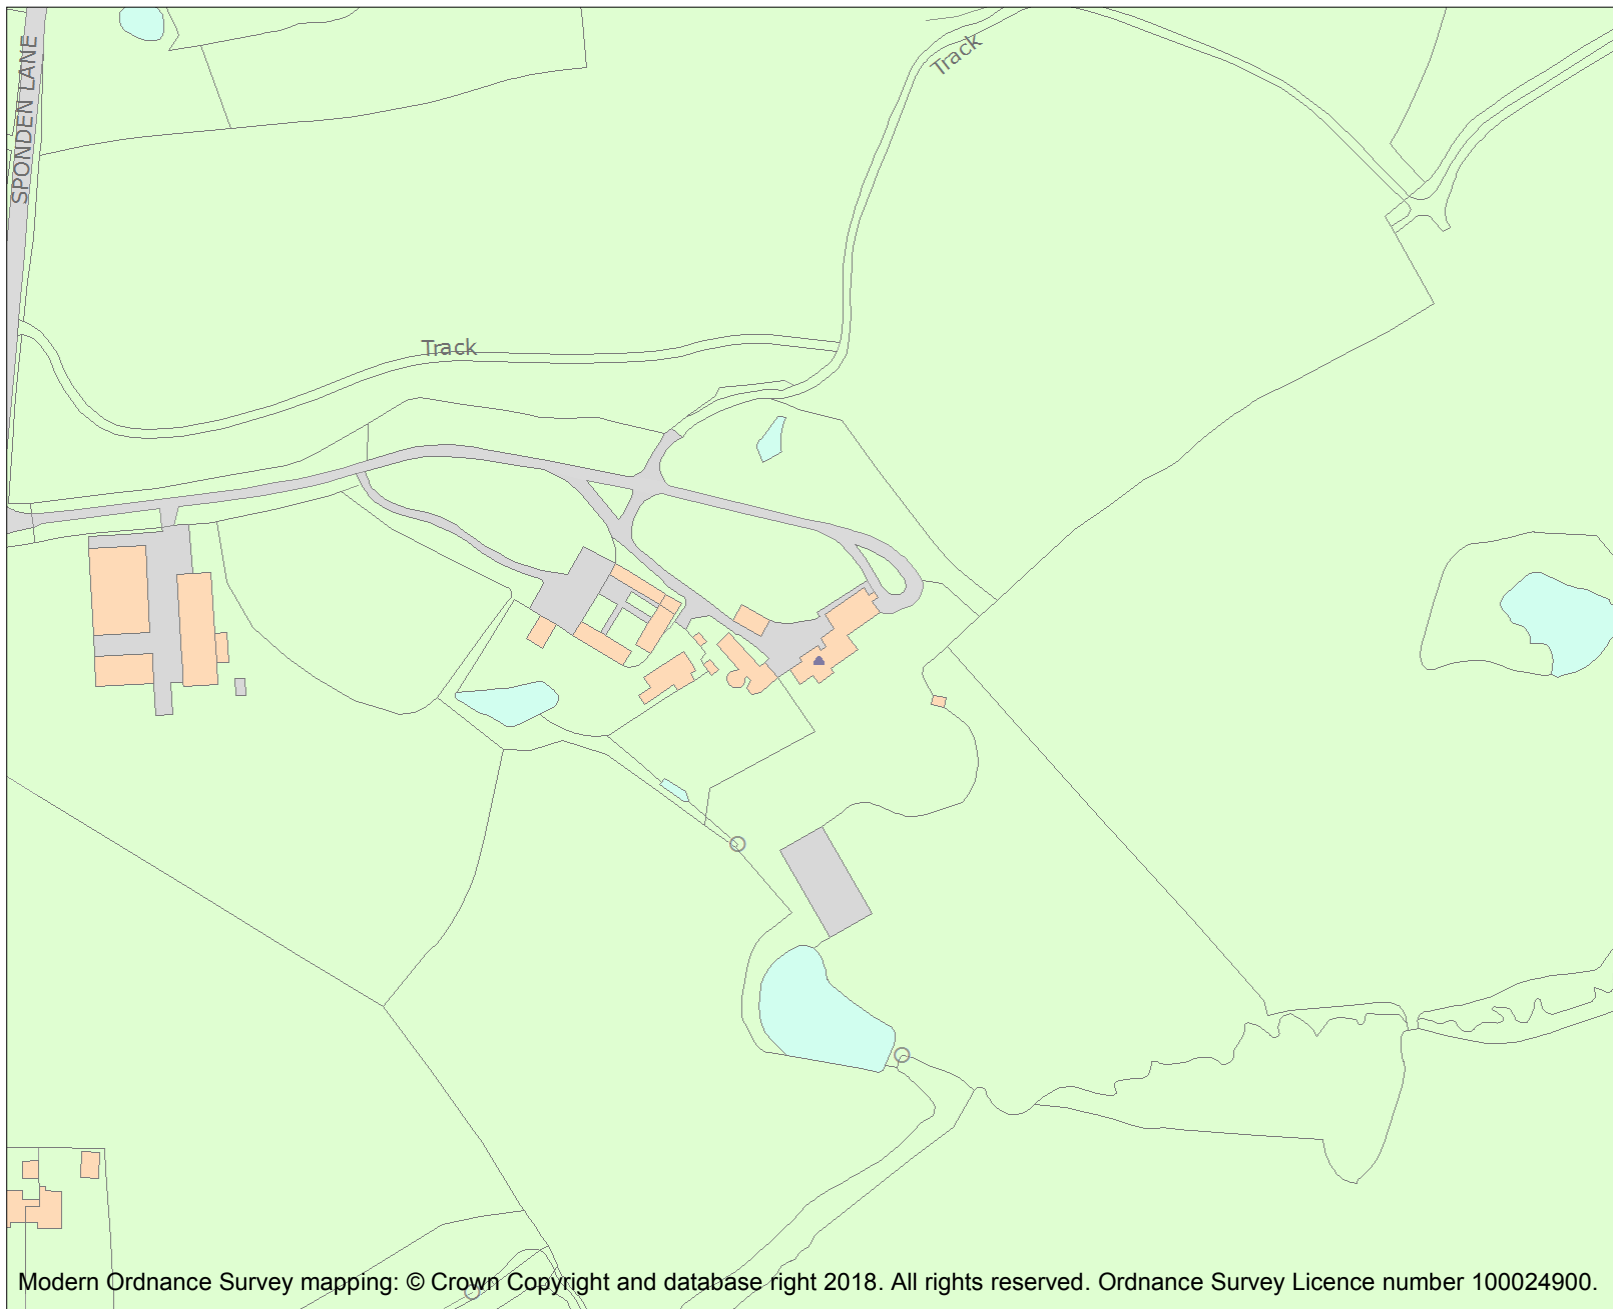 SPONDEN LANE
Track
Track
Modern Ordnance Survey mapping: © Crown Copyright and database right 2018. All rights reserved. Ordnance Survey Licence number 100024900.